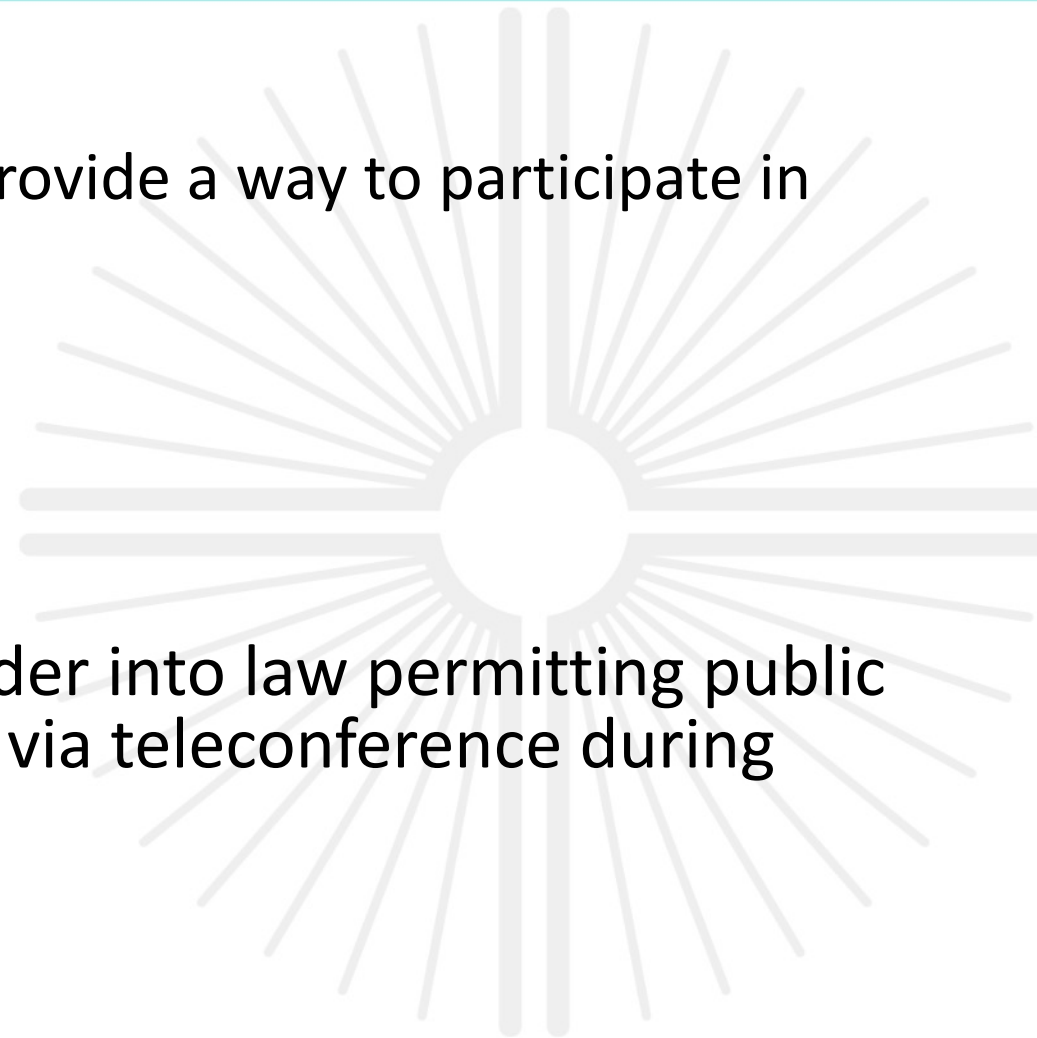 rovide a way to participate in
der into law permitting public
via teleconference during